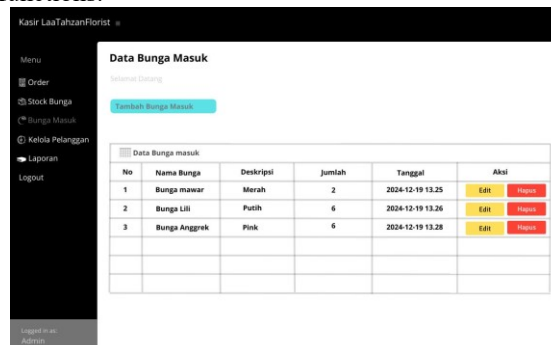 Kasir LaaTahzanFlorist
Menu
Order
Stock Bunga
Bunga Masuk
Kelola Pelanggan
Laporan
Logout
Logged in as:
Admin
Data Bunga Masuk
Selamat Datang
Tambah Bunga Masuk
Data Bunga masuk
No Nama Bunga Deskripsi Jumlah Tanggal Aksi
1 Bunga mawar Merah 2 2024-12-19 13.25 Edit Hapus
2 Bunga Lili Putih 6 2024-12-19 13.26 Edit Hapus
3 Bunga Anggrek Pink 6 2024-12-19 13.28 Edit Hapus